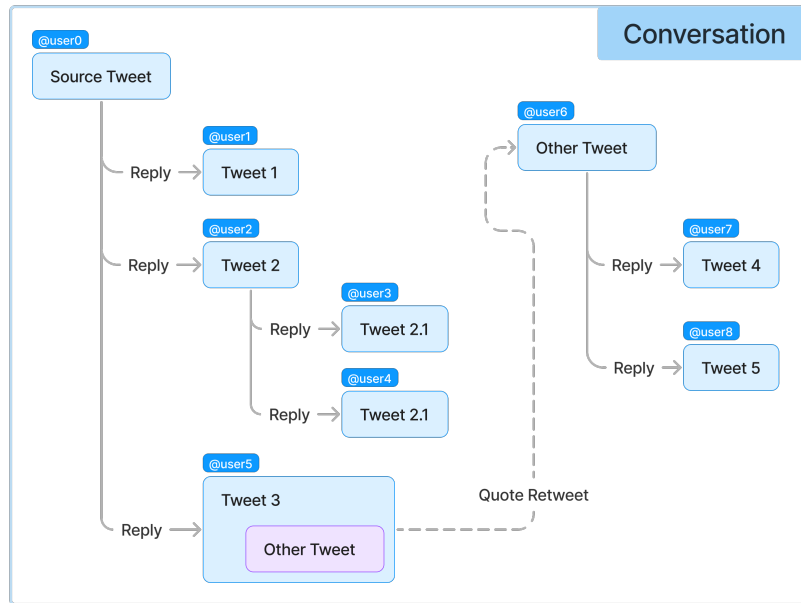 Conversation
@user0
Source Tweet
@user1
Reply
Tweet 1
@user2
Reply
Tweet 2
@user3
Reply
Tweet 2.1
@user4
Reply
Tweet 2.1
@user5
Reply
Tweet 3
Other Tweet
Quote Retweet
@user6
Other Tweet
@user7
Reply
Tweet 4
@user8
Reply
Tweet 5